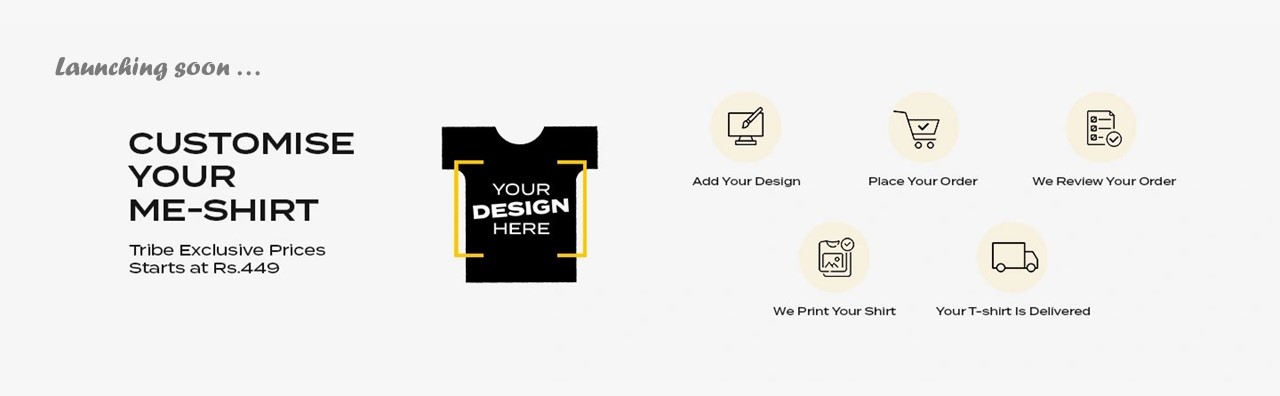 Launching soon ...
CUSTOMISE
YOUR
ME-SHIRT
Tribe Exclusive Prices
Starts at Rs.449
YOUR
DESIGN
HERE
Add Your Design
Place Your Order
We Review Your Order
We Print Your Shirt
Your T-shirt Is Delivered